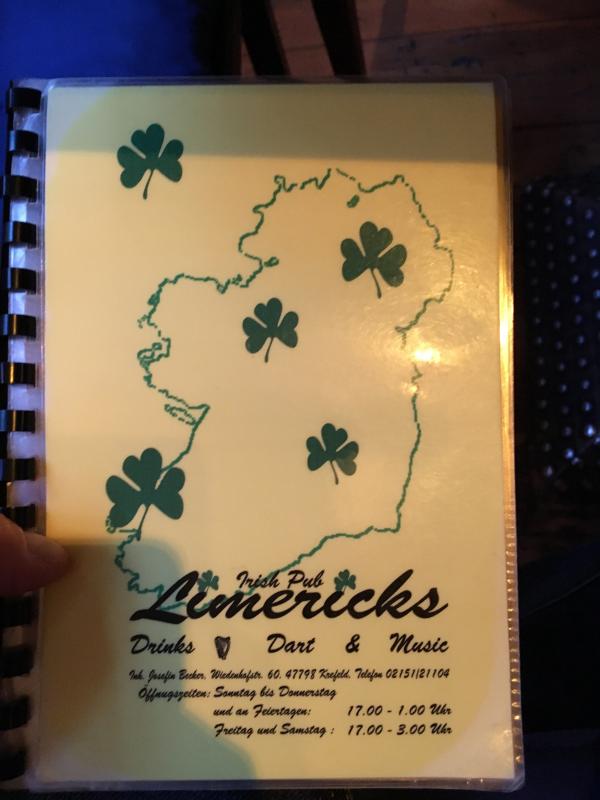 Irish Pub
Limericks
Drinks Dart & Music
Inh. Josefin Becker, Wiedenhofstr. 60, 47798 Krefeld, Telefon 02151/21104
Öffnugszeiten: Sonntag bis Donnerstag
und an Feiertagen: 17.00 - 1.00 Uhr
Freitag und Samstag : 17.00 - 3.00 Uhr